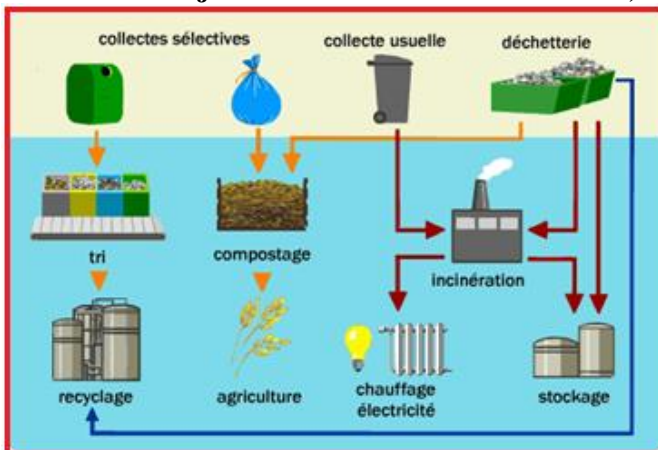 collectes sélectives
collecte usuelle
déchetterie
tri
compostage
incinération
recyclage
agriculture
chauffage
électricité
stockage